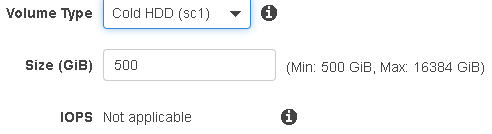 Volume Type Cold HDD (sc1)
Size (GiB) 500 (Min: 500 GiB, Max: 16384 GiB)
IOPS Not applicable